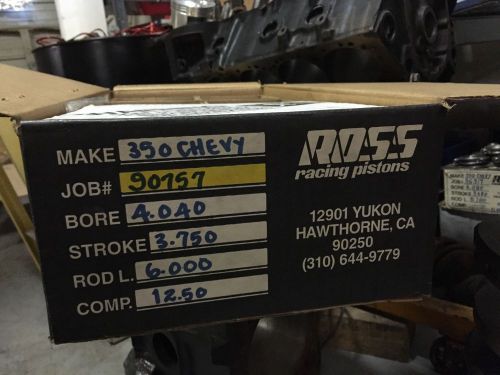 MAKE 350 CHEVY
JOB# 90757
BORE 4.040
STROKE 3.750
ROD L. 6.000
COMP. 12.50
ROSS
racing pistons
12901 YUKON
HAWTHORNE, CA
90250
(310) 644-9779